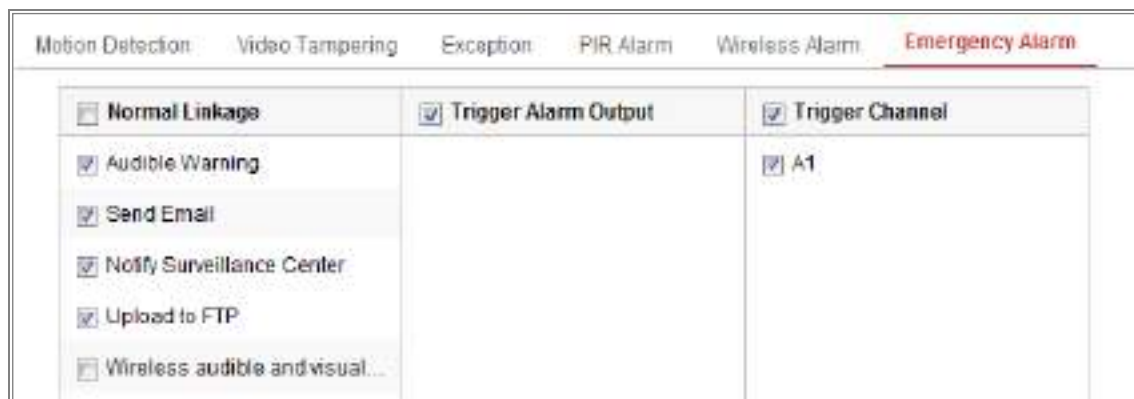 Motion Detection Video Tampering Exception PIR Alarm Wireless Alarm Emergency Alarm
Normal Linkage Trigger Alarm Output Trigger Channel
Audible Warning A1
Send Email
Notify Surveillance Center
Upload to FTP
Wireless audible and visual...